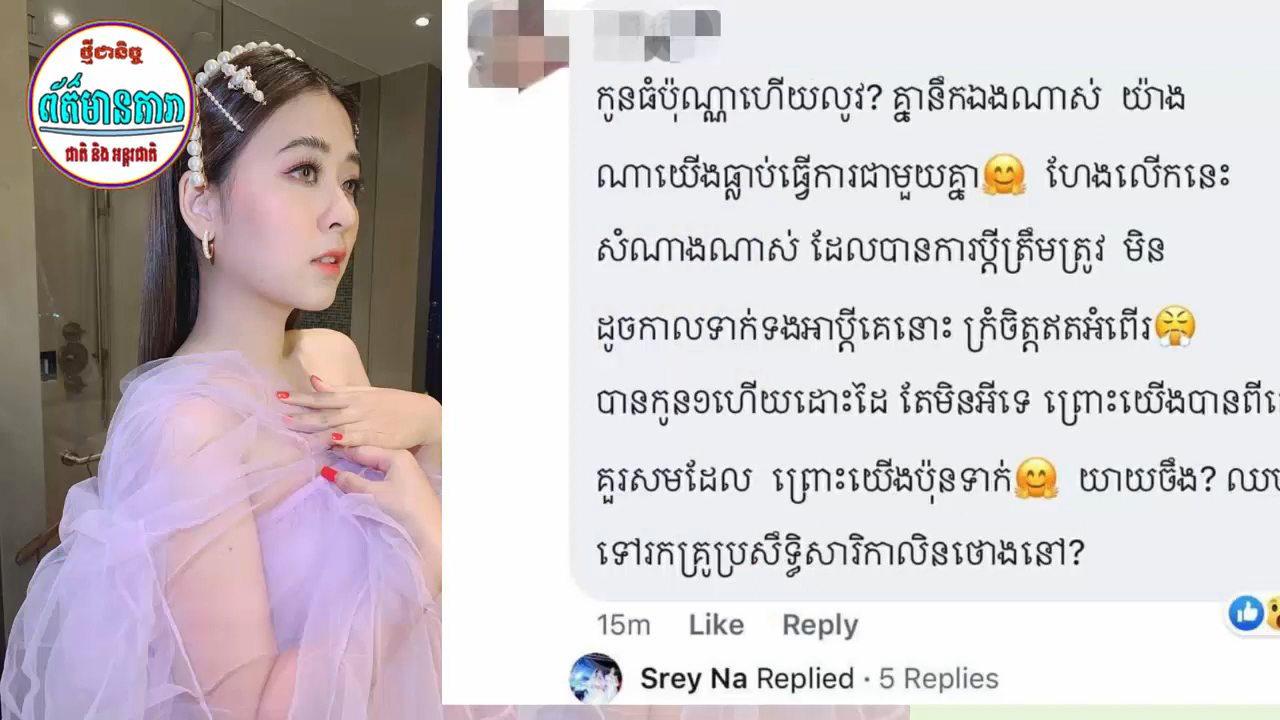 ថ្មីជានិច្ច
ព័ត៌មានតារា
ជាតិ និង អន្តរជាតិ
កូនធំប៉ុណ្ណាហើយលូវ? គ្នានឹកឯងណាស់ យ៉ាង
ណាយើងធ្លាប់ធ្វើការជាមួយគ្នា🤗 ហែងលើកនេះ
សំណាងណាស់ ដែលបានការប្ដីត្រឹមត្រូវ មិន
ដូចកាលទាក់ទងអាប្ដីគេនោះ ក្រំចិត្តឥតអំពើរ😤
បានកូន១ហើយដោះដៃ តែមិនអីទេ ព្រោះយើងបានពី
គួរសមដែល ព្រោះយើងប៉ុនទាក់🤗 យាយចឹង? ឈប់
ទៅរកគ្រូប្រសឹទ្ធិសារិកាលិនថោងនៅ?
15m Like Reply
Srey Na Replied · 5 Replies